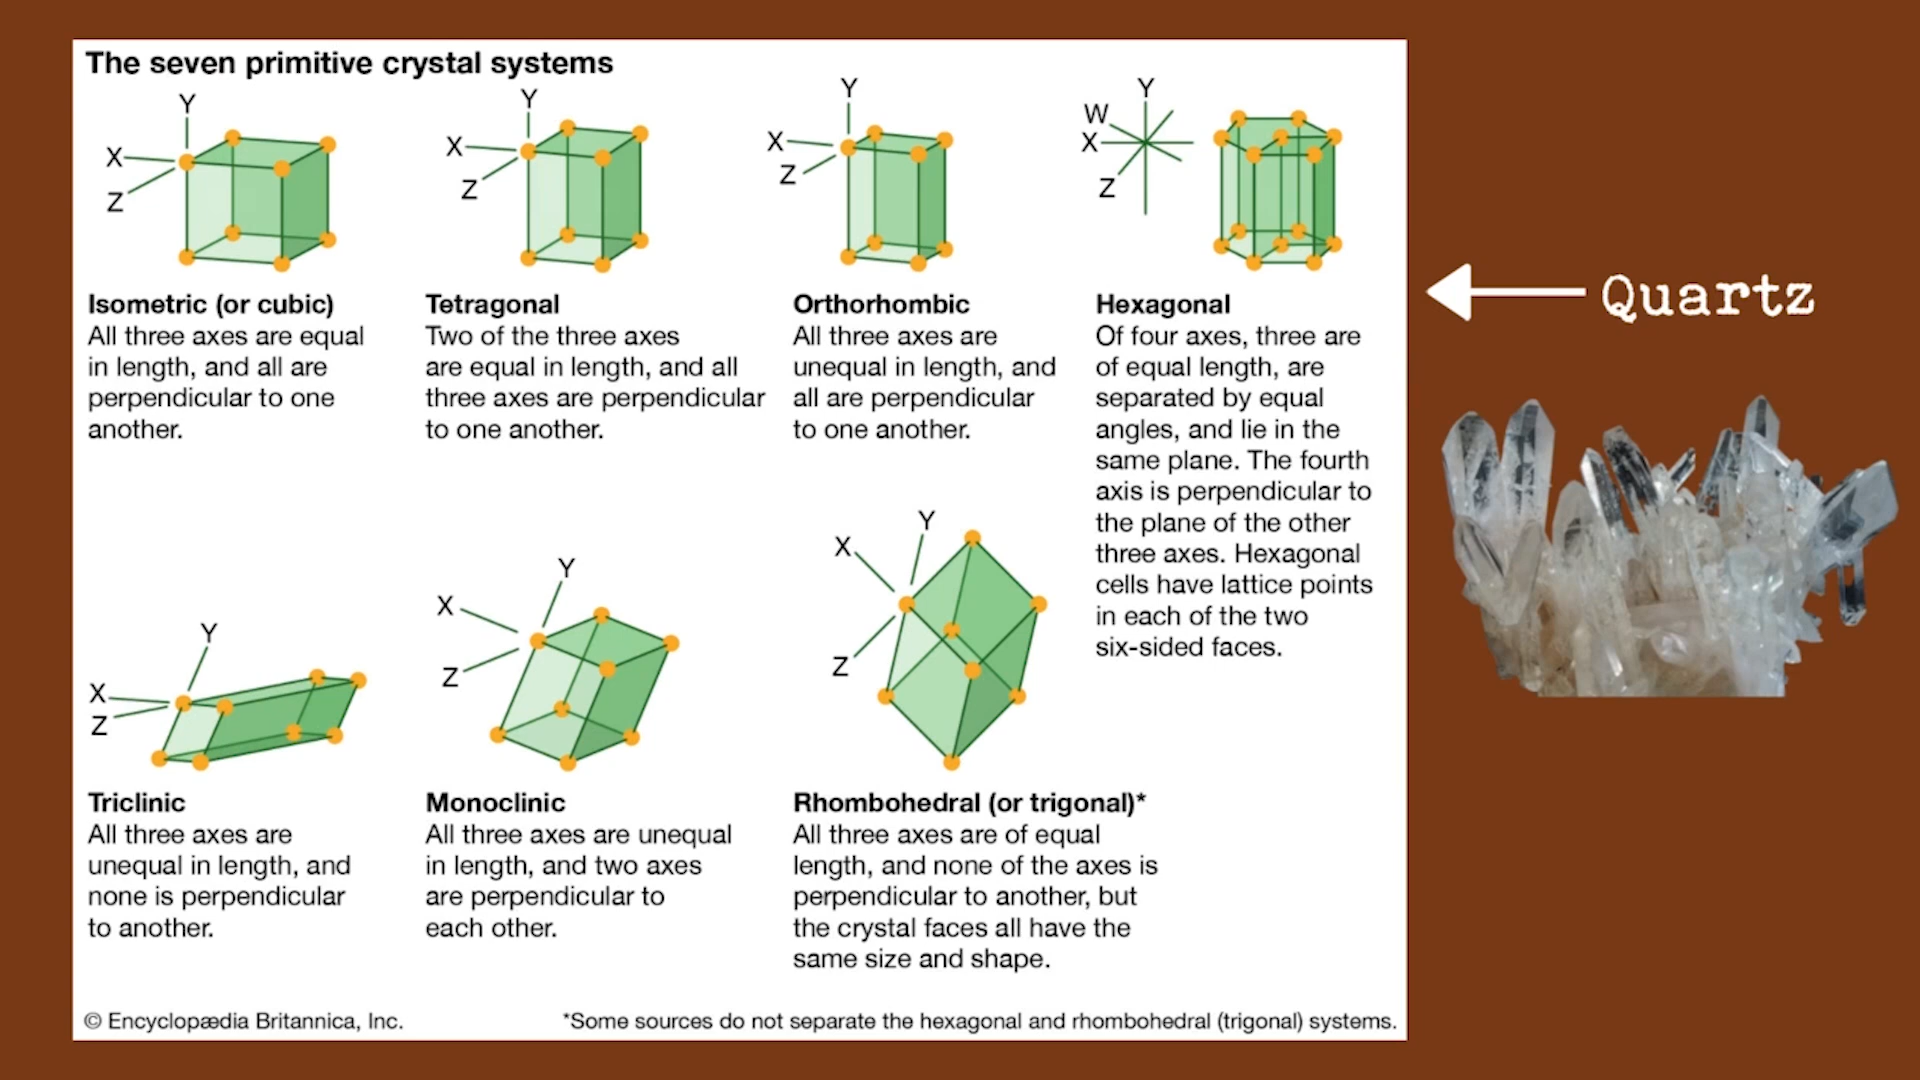 The seven primitive crystal systems
Y
X
Z
Y
X
Z
Y
X
Z
Y
W
X
Z
Isometric (or cubic)
All three axes are equal
in length, and all are
perpendicular to one
another.
Tetragonal
Two of the three axes
are equal in length, and all
three axes are perpendicular
to one another.
Orthorhombic
All three axes are
unequal in length, and
all are perpendicular
to one another.
Hexagonal
Of four axes, three are
of equal length, are
separated by equal
angles, and lie in the
same plane. The fourth
axis is perpendicular to
the plane of the other
three axes. Hexagonal
cells have lattice points
in each of the two
six-sided faces.
Quartz
Y
X
Z
Y
X
Z
Y
X
Z
Triclinic
All three axes are
unequal in length, and
none is perpendicular
to another.
Monoclinic
All three axes are unequal
in length, and two axes
are perpendicular to
each other.
Rhombohedral (or trigonal)*
All three axes are of equal
length, and none of the axes is
perpendicular to another, but
the crystal faces all have the
same size and shape.
© Encyclopædia Britannica, Inc.
*Some sources do not separate the hexagonal and rhombohedral (trigonal) systems.